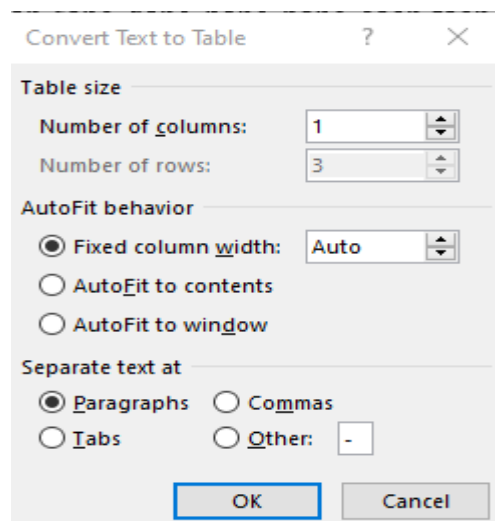 Convert Text to Table ?
Table size
Number of columns: 1
Number of rows: 3
AutoFit behavior
Fixed column width: Auto
AutoFit to contents
AutoFit to window
Separate text at
Paragraphs Commas
Tabs Other: -
OK Cancel